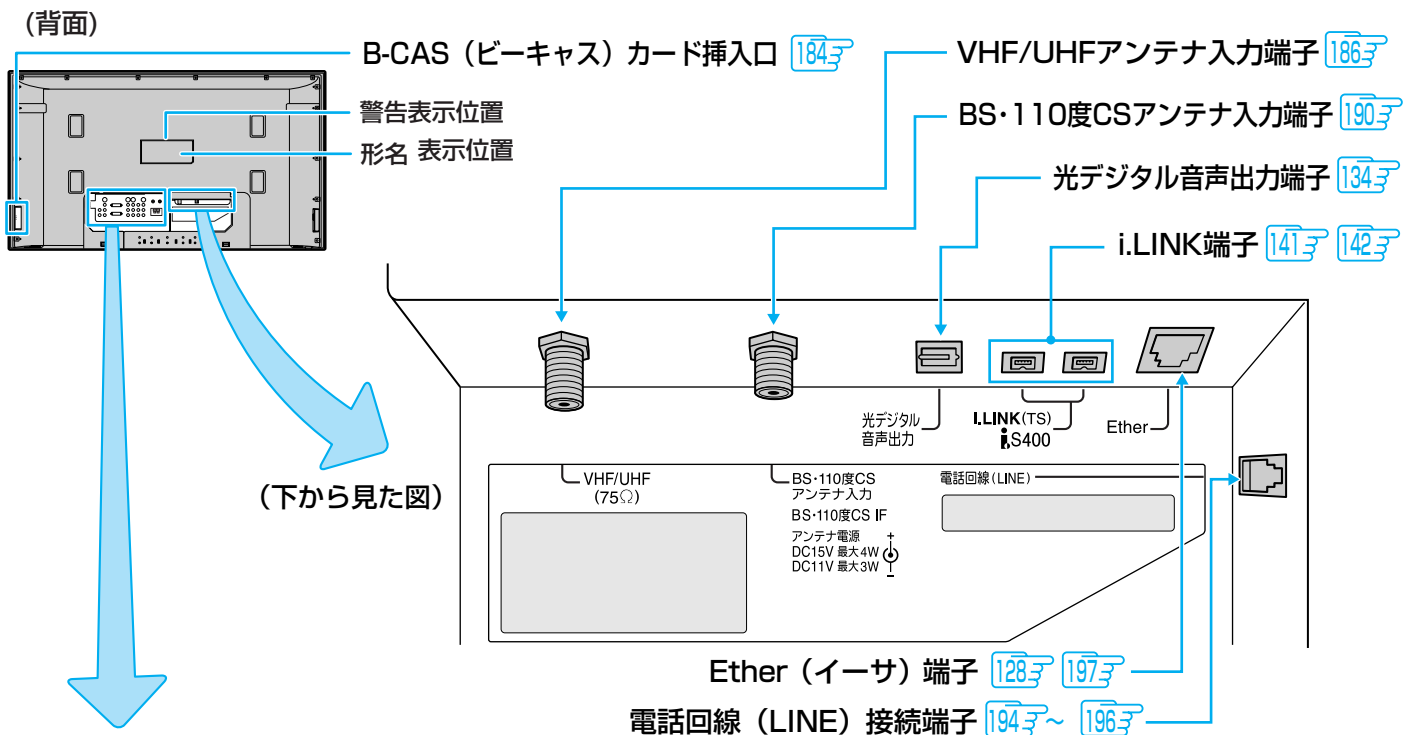 (背面)
B-CAS（ビーキャス）カード挿入口 184
警告表示位置
形名 表示位置
VHF/UHFアンテナ入力端子 186
BS・110度CSアンテナ入力端子 190
光デジタル音声出力端子 134
i.LINK端子 141 142
光デジタル
音声出力
i.LINK(TS)
S400
Ether
（下から見た図）
VHF/UHF
(75Ω)
BS・110度CS
アンテナ入力
BS・110度CS IF
アンテナ電源
DC15V 最大4W
DC11V 最大3W
+
−
電話回線(LINE)
Ether（イーサ）端子 128 197
電話回線（LINE）接続端子 194～ 196